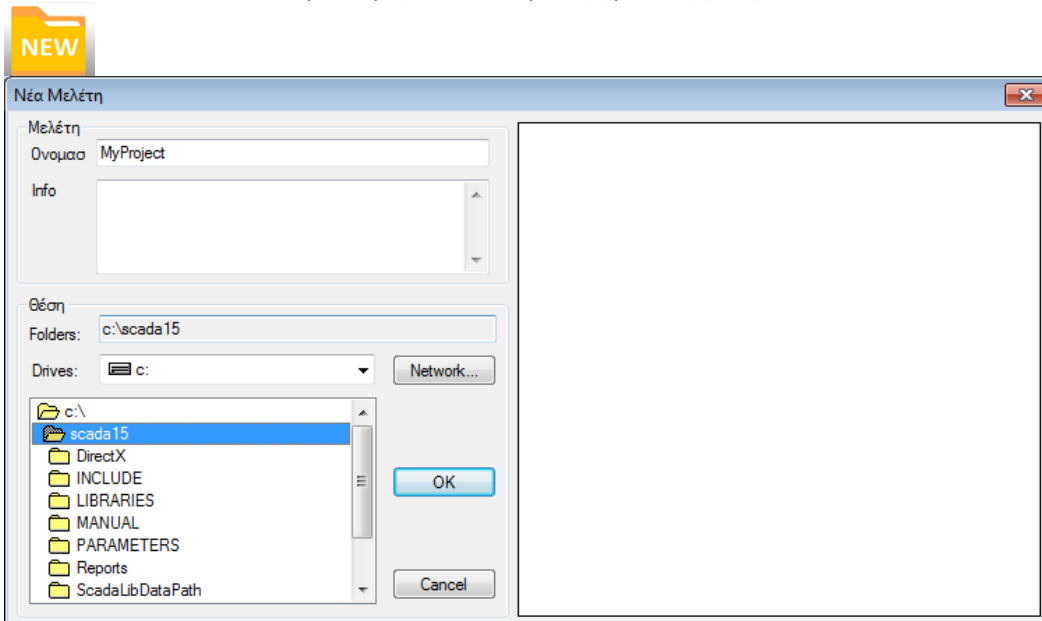 NEW
Νέα Μελέτη
Μελέτη
Ονομασ MyProject
Info
Θέση
Folders: c:\scada15
Drives: c: Network...
c:\
scada15
DirectX
INCLUDE
LIBRARIES
MANUAL
PARAMETERS
Reports
ScadaLibDataPath
OK
Cancel